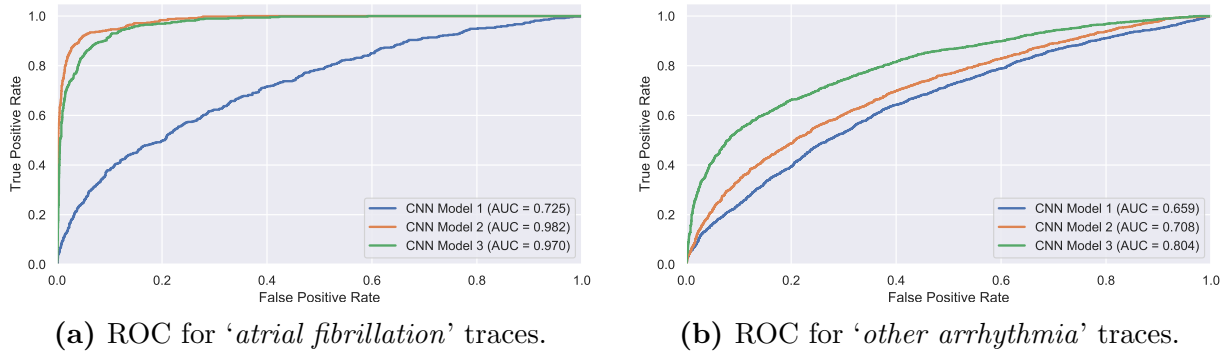 1.0
0.8
0.6
0.4
0.2
0.0
True Positive Rate
CNN Model 1 (AUC = 0.725)
CNN Model 2 (AUC = 0.982)
CNN Model 3 (AUC = 0.970)
0.0 0.2 0.4 0.6 0.8 1.0
False Positive Rate
(a) ROC for ‘atrial fibrillation’ traces.
1.0
0.8
0.6
0.4
0.2
0.0
True Positive Rate
CNN Model 1 (AUC = 0.659)
CNN Model 2 (AUC = 0.708)
CNN Model 3 (AUC = 0.804)
0.0 0.2 0.4 0.6 0.8 1.0
False Positive Rate
(b) ROC for ‘other arrhythmia’ traces.